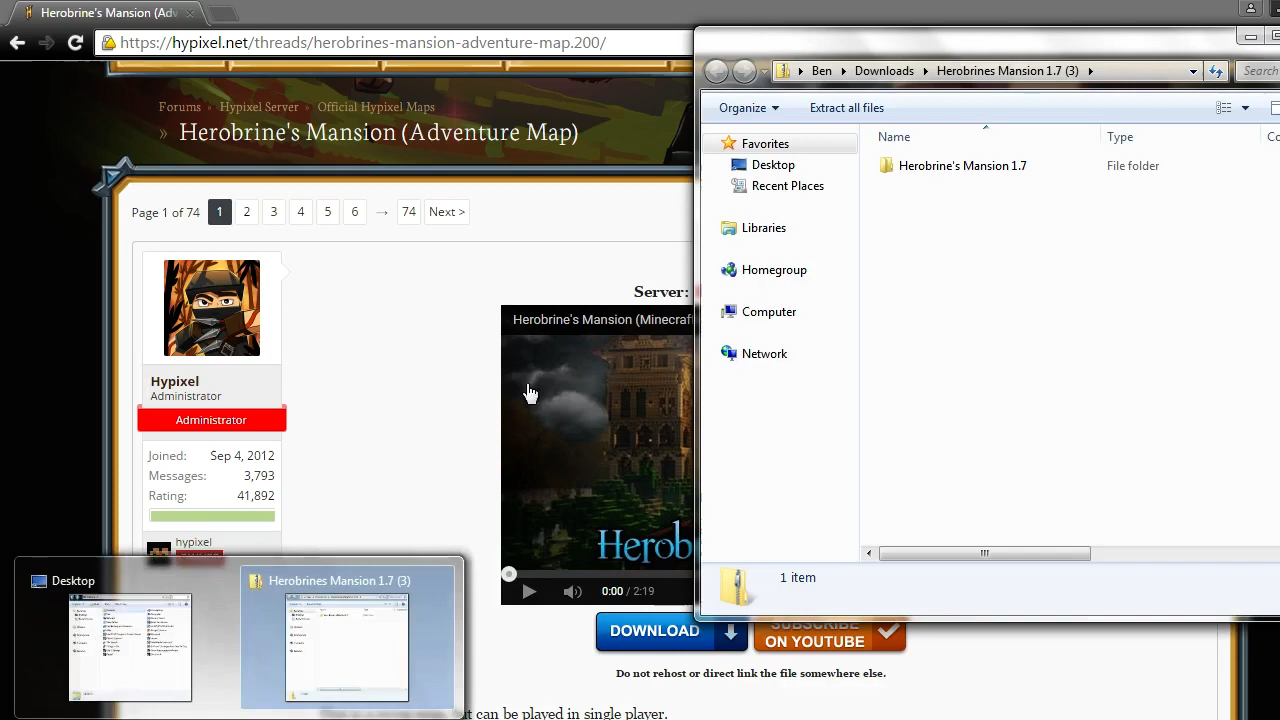 Herobrine's Mansion (Adv
https://hypixel.net/threads/herobrines-mansion-adventure-map.200/
Forums » Hypixel Server » Official Hypixel Maps
» Herobrine's Mansion (Adventure Map)
Page 1 of 74 1 2 3 4 5 6 → 74 Next >
Hypixel
Administrator
Administrator
Joined: Sep 4, 2012
Messages: 3,793
Rating: 41,892
hypixel
Server:
Herobrine's Mansion (Minecraf
Herob
0:00 / 2:19
DOWNLOAD
SUBSCRIBE
ON YOUTUBE
Do not rehost or direct link the file somewhere else.
can be played in single player.
Ben Downloads Herobrines Mansion 1.7 (3)
Search
Organize Extract all files
Name Type Co
Herobrine's Mansion 1.7 File folder
Favorites
Desktop
Recent Places
Libraries
Homegroup
Computer
Network
1 item
Desktop
Herobrines Mansion 1.7 (3)